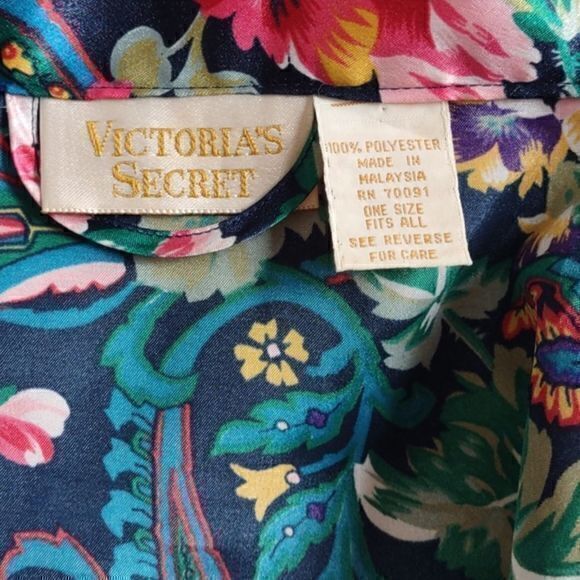 VICTORIA'S
SECRET
100% POLYESTER
MADE IN
MALAYSIA
RN 70091
ONE SIZE
FITS ALL
SEE REVERSE
FOR CARE